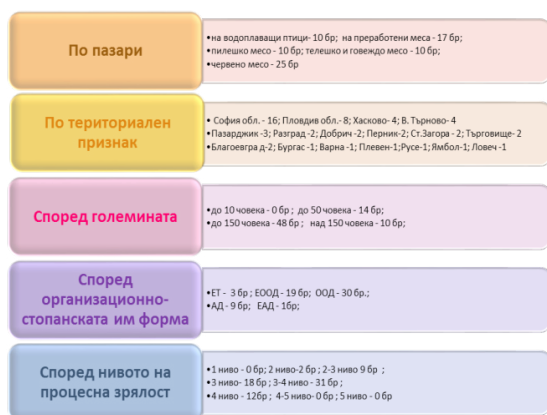 По пазари
•на водоплаващи птици- 10 бр;  на преработени меса - 17 бр;
•пилешко месо - 10 бр; телешко и говеждо месо - 10 бр;
•червено месо - 25 бр
По териториален
признак
• София обл. - 16; Пловдив обл.- 8; Хасково- 4; В. Търново- 4
•Пазарджик -3; Разград -2; Добрич -2; Перник-2; Ст.Загора - 2; Търговище- 2
•Благоевгра д-2; Бургас -1; Варна -1; Плевен-1;Русе-1; Ямбол-1; Ловеч -1
Според големината
•до 10 човека - 0 бр ;  до 50 човека - 14 бр;
•до 150 човека - 48 бр ;   над 150 човека - 10 бр;
Според
организационно-
стопанската им форма
•ЕТ -  3 бр ; ЕООД - 19 бр;  ООД - 30 бр.;
•АД - 9 бр;   ЕАД - 1бр;
Според нивото на
процесна зрялост
•1 ниво - 0 бр; 2 ниво-2 бр ; 2-3 ниво 9 бр  ;
•3 ниво- 18 бр ; 3-4 ниво - 31 бр ;
•4 ниво - 12бр ;  4-5 ниво- 0 бр ; 5 ниво - 0 бр